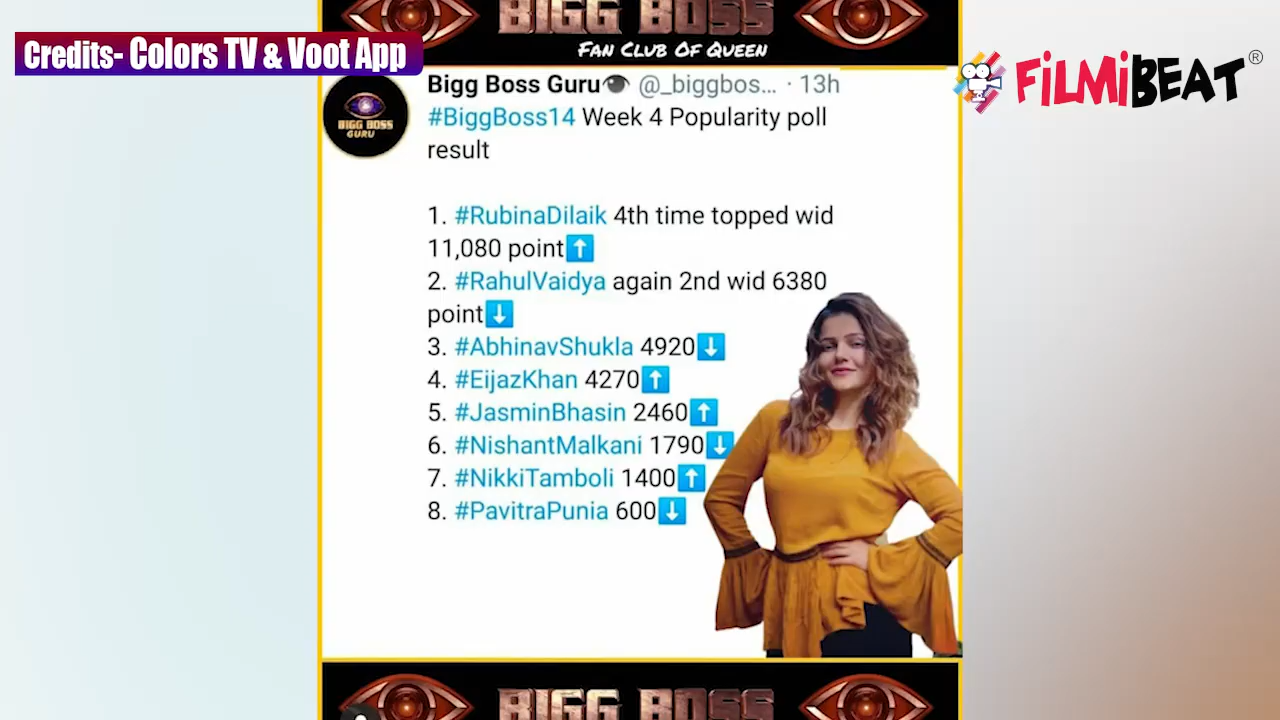 BIGG BOSS
FAN CLUB OF QUEEN
Credits- Colors TV & Voot App
FiLMiBEAT®
BIGG BOSS
GURU
Bigg Boss Guru👁 @_biggbos... · 13h
#BiggBoss14 Week 4 Popularity poll
result
1. #RubinaDilaik 4th time topped wid
11,080 point⬆
2. #RahulVaidya again 2nd wid 6380
point⬇
3. #AbhinavShukla 4920⬇
4. #EijazKhan 4270⬆
5. #JasminBhasin 2460⬆
6. #NishantMalkani 1790⬇
7. #NikkiTamboli 1400⬆
8. #PavitraPunia 600⬇
BIGG BOSS